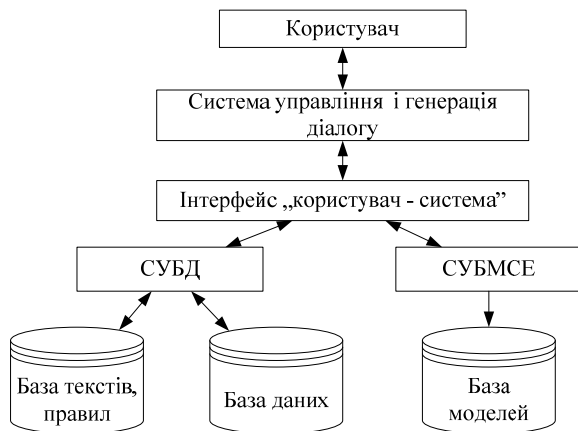 Користувач
Система управління і генерація
діалогу
Інтерфейс „користувач - система”
СУБД
СУБМСЕ
База текстів,
правил
База даних
База
моделей